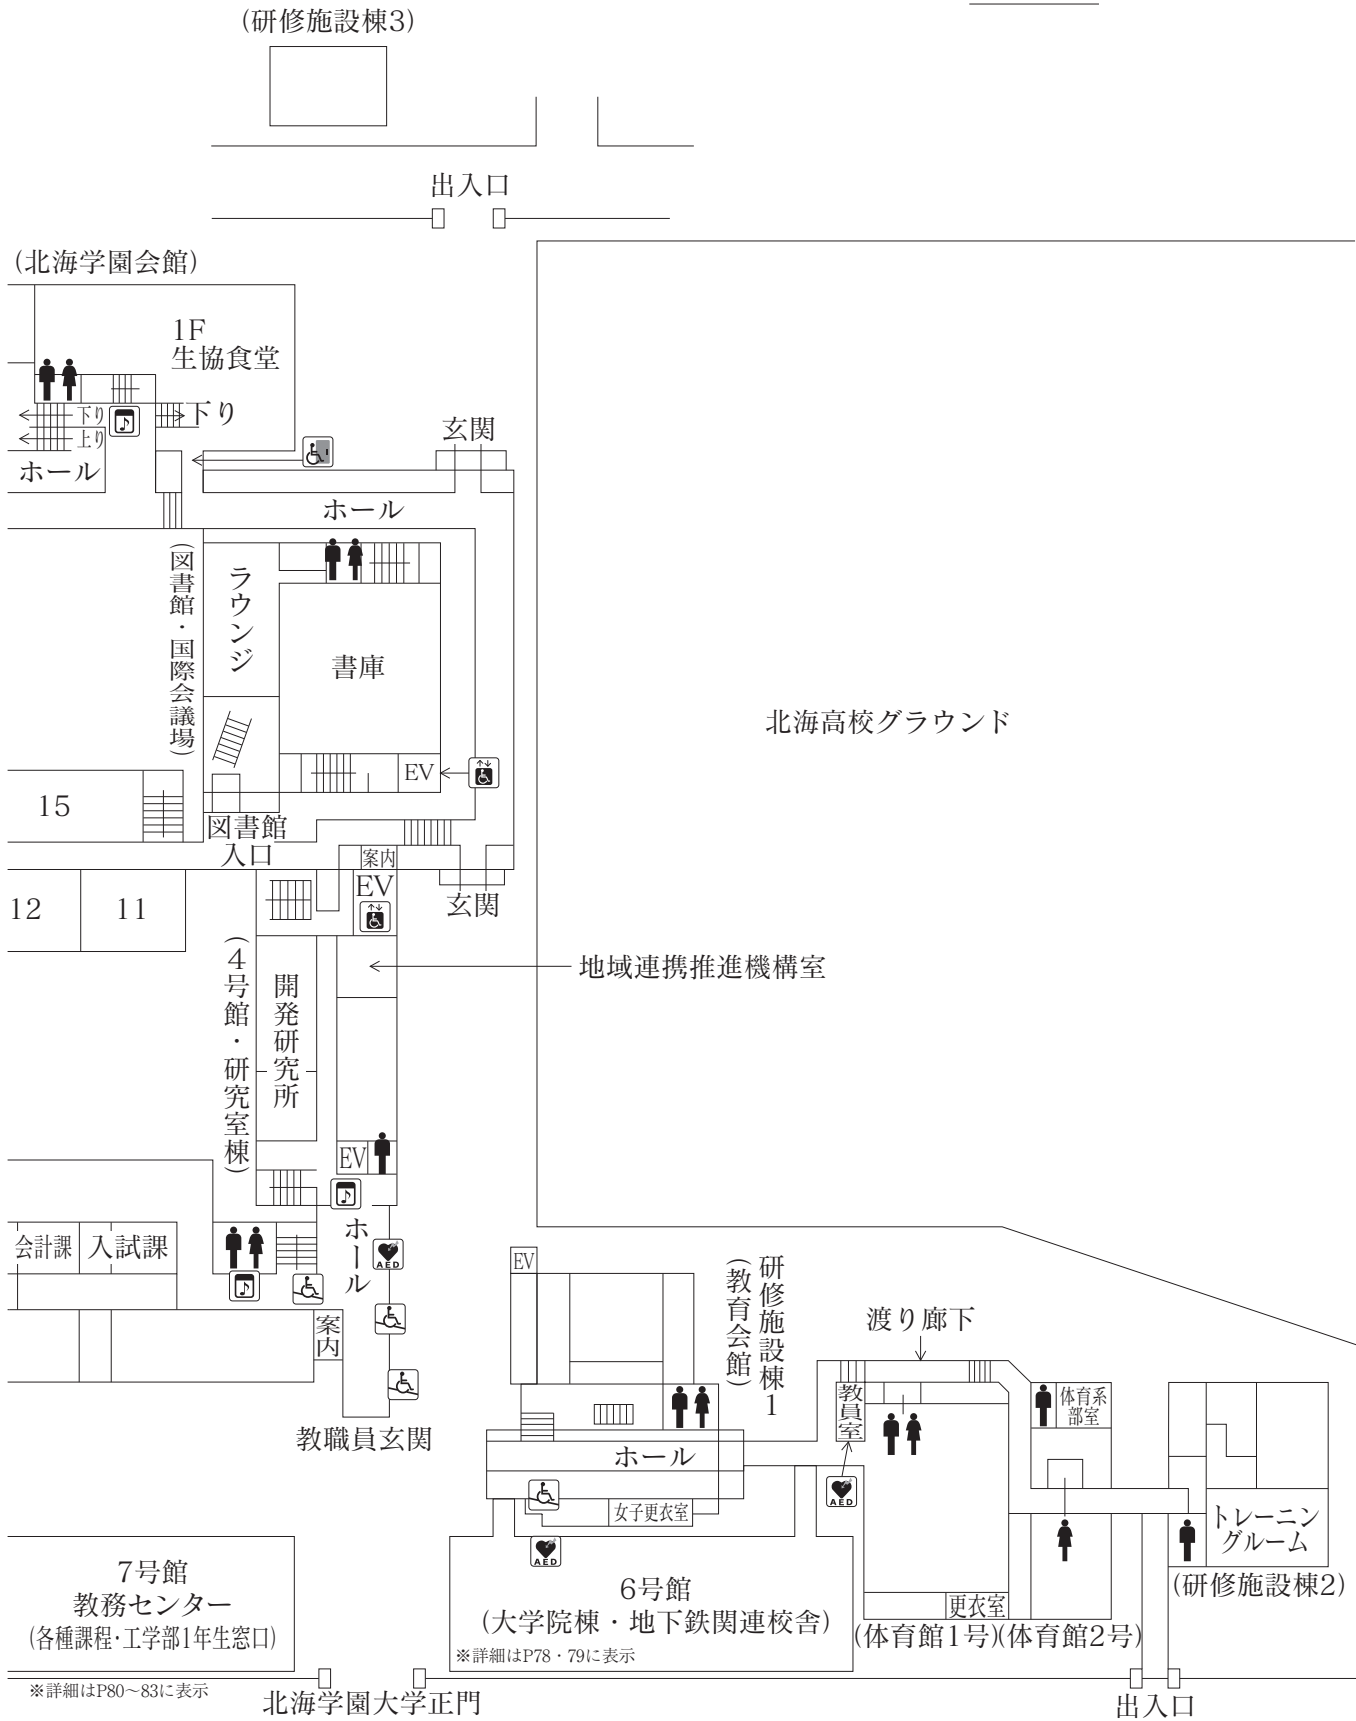 (研修施設棟3)
出入口
(北海学園会館)
1F
生協食堂
下り
上り
下り
ホール
玄関
ホール
(図書館・国際会議場)
ラウンジ
書庫
EV
15
図書館
入口
案内
EV
玄関
12
11
北海高校グラウンド
地域連携推進機構室
(4号館・研究室棟)
開発研究所
EV
ホール
会計課
入試課
AED
案内
教職員玄関
EV
研修施設棟1
(教育会館)
渡り廊下
教員室
体育系
部室
ホール
AED
女子更衣室
AED
トレーニン
グルーム
(研修施設棟2)
7号館
教務センター
(各種課程・工学部1年生窓口)
6号館
(大学院棟・地下鉄関連校舎)
※詳細はP78・79に表示
更衣室
(体育館1号)(体育館2号)
※詳細はP80~83に表示
北海学園大学正門
出入口